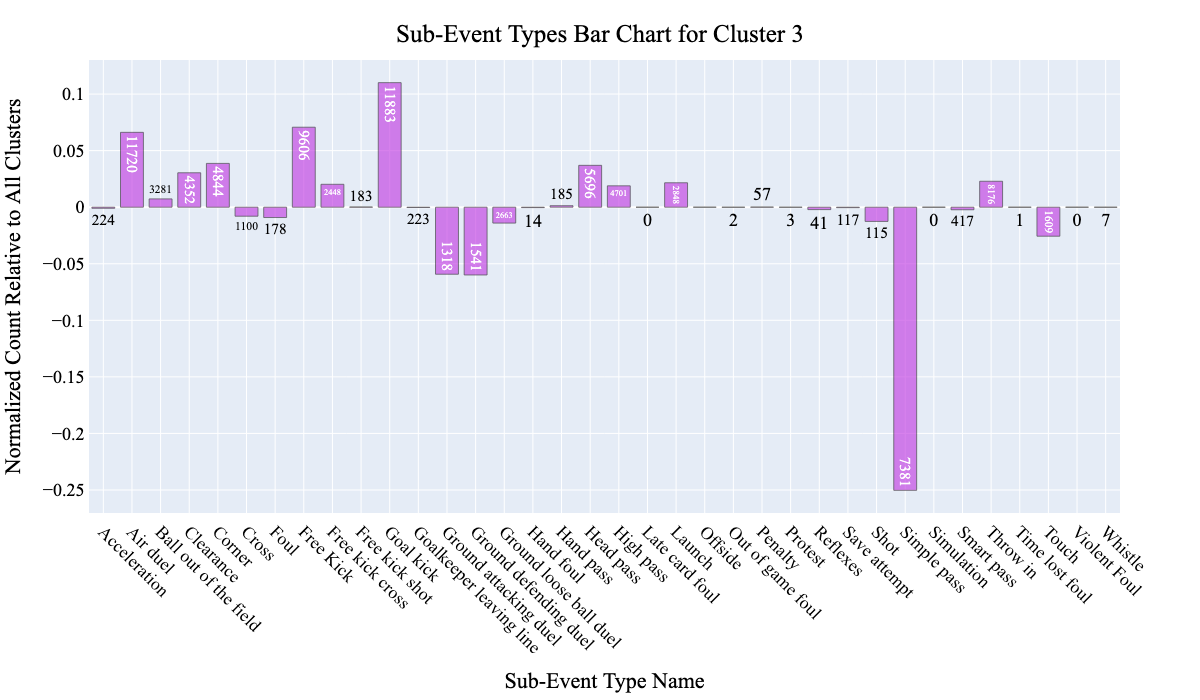 Sub-Event Types Bar Chart for Cluster 3
Normalized Count Relative to All Clusters
0.1
0.05
0
−0.05
−0.1
−0.15
−0.2
−0.25
224
11720
3281
4352
4844
1100
178
9606
2448
183
11883
223
1318
1541
2663
14
185
5696
4701
0
2848
2
57
3
41
117
115
7381
0
417
8176
1
1609
0
7
Acceleration
Air duel
Ball out of the field
Clearance
Corner
Cross
Foul
Free Kick
Free kick cross
Free kick shot
Goal kick
Goalkeeper leaving line
Ground attacking duel
Ground defending duel
Ground loose ball duel
Hand foul
Hand pass
Head pass
High pass
Late card foul
Launch
Offside
Out of game foul
Penalty
Protest
Reflexes
Save attempt
Shot
Simple pass
Simulation
Smart pass
Throw in
Time lost foul
Touch
Violent Foul
Whistle
Sub-Event Type Name